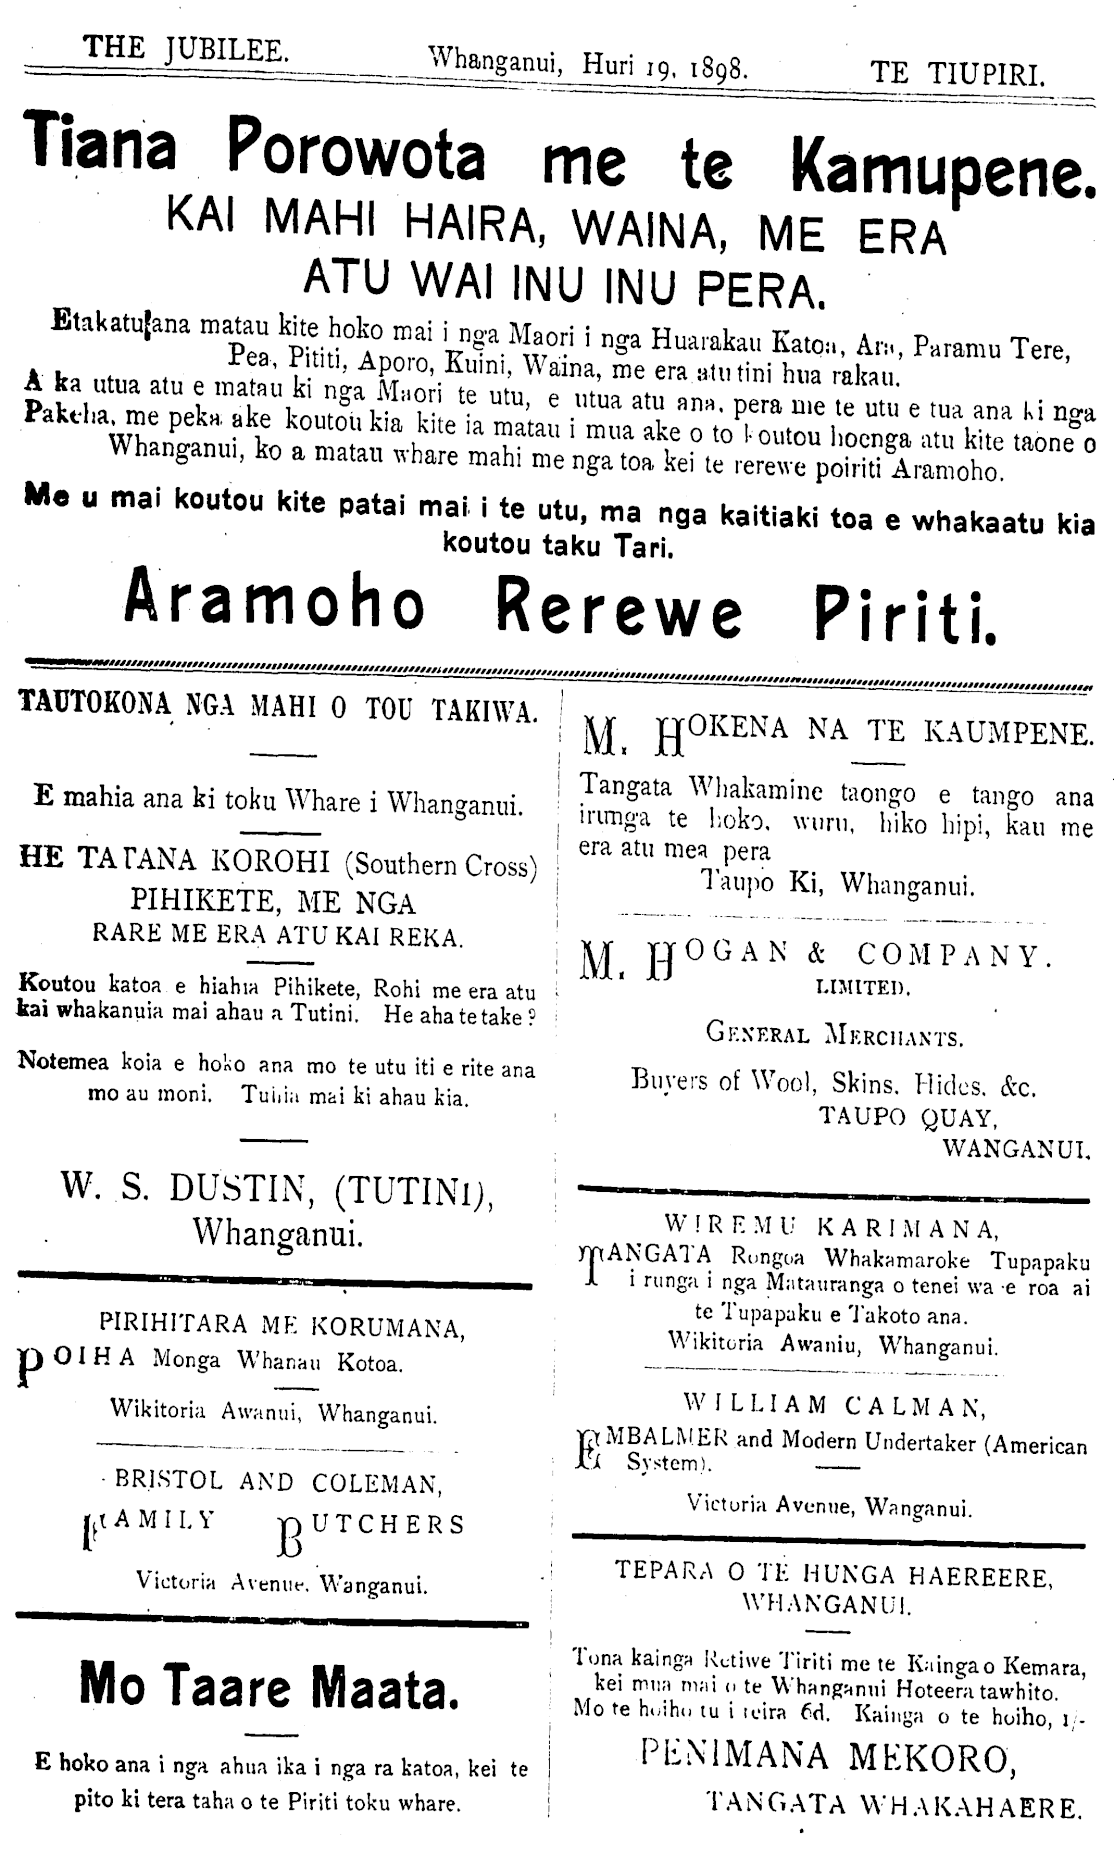 THE JUBILEE. Whanganui, Huri 19, 1898. TE TIUPIRI.
Tiana Porowota me te Kamupene.
KAI MAHI HAIRA, WAINA, ME ERA
ATU WAI INU INU PERA.
Etakatu ana matau kite hoko mai i nga Maori i nga Huarakau Katoa, Ara, Paramu Tere,
Pea, Pititi, Aporo, Kuini, Waina, me era atu tini hua rakau.
A ka utua atu e matau ki nga Maori te utu, e utua atu ana, pera me te utu e tua ana ki nga
Pakeha, me peka ake koutou kia kite ia matau i mua ake o to koutou hoenga atu kite taone o
Whanganui, ko a matau whare mahi me nga toa kei te rerewe poiriti Aramoho.
Me u mai koutou kite patai mai i te utu, ma nga kaitiaki toa e whakaatu kia
koutou taku Tari.
Aramoho Rerewe Piriti.
TAUTOKONA NGA MAHI O TOU TAKIWA.
E mahia ana ki toku Whare i Whanganui.
HE TATANA KOROHI (Southern Cross)
PIHIKETE, ME NGA
RARE ME ERA ATU KAI REKA.
Koutou katoa e hiahia Pihikete, Rohi me era atu
kai whakanuia mai ahau a Tutini. He aha te take?
Notemea koia e hoko ana mo te utu iti e rite ana
mo au moni. Tuhia mai ki ahau kia.
W. S. DUSTIN, (TUTINI),
Whanganui.
PIRIHITARA ME KORUMANA,
POIHA Monga Whanau Kotoa.
Wikitoria Awanui, Whanganui.
BRISTOL AND COLEMAN,
FAMILY BUTCHERS
Victoria Avenue, Wanganui.
Mo Taare Maata.
E hoko ana i nga ahua ika i nga ra katoa, kei te
pito ki tera taha o te Piriti toku whare.
M. HOKENA NA TE KAUMPENE.
Tangata Whakamine taongo e tango ana
irunga te hoko, wuru, hiko hipi, kau me
era atu mea pera
Taupo Ki, Whanganui.
M. HOGAN & COMPANY.
LIMITED.
GENERAL MERCHANTS.
Buyers of Wool, Skins, Hides, &c.
TAUPO QUAY,
WANGANUI.
WIREMU KARIMANA,
TANGATA Rongoa Whakamaroke Tupapaku
i runga i nga Matauranga o tenei wa e roa ai
te Tupapaku e Takoto ana.
Wikitoria Awaniu, Whanganui.
WILLIAM CALMAN,
EMBALMER and Modern Undertaker (American
System).
Victoria Avenue, Wanganui.
TEPARA O TE HUNGA HAEREERE,
WHANGANUI.
Tona kainga Retiwe Tiriti me te Kainga o Kemara,
kei mua mai o te Whanganui Hoteera tawhito.
Mo te hoiho tu i reira 6d. Kainga o te hoiho, 1/-
PENIMANA MEKORO,
TANGATA WHAKAHAERE.